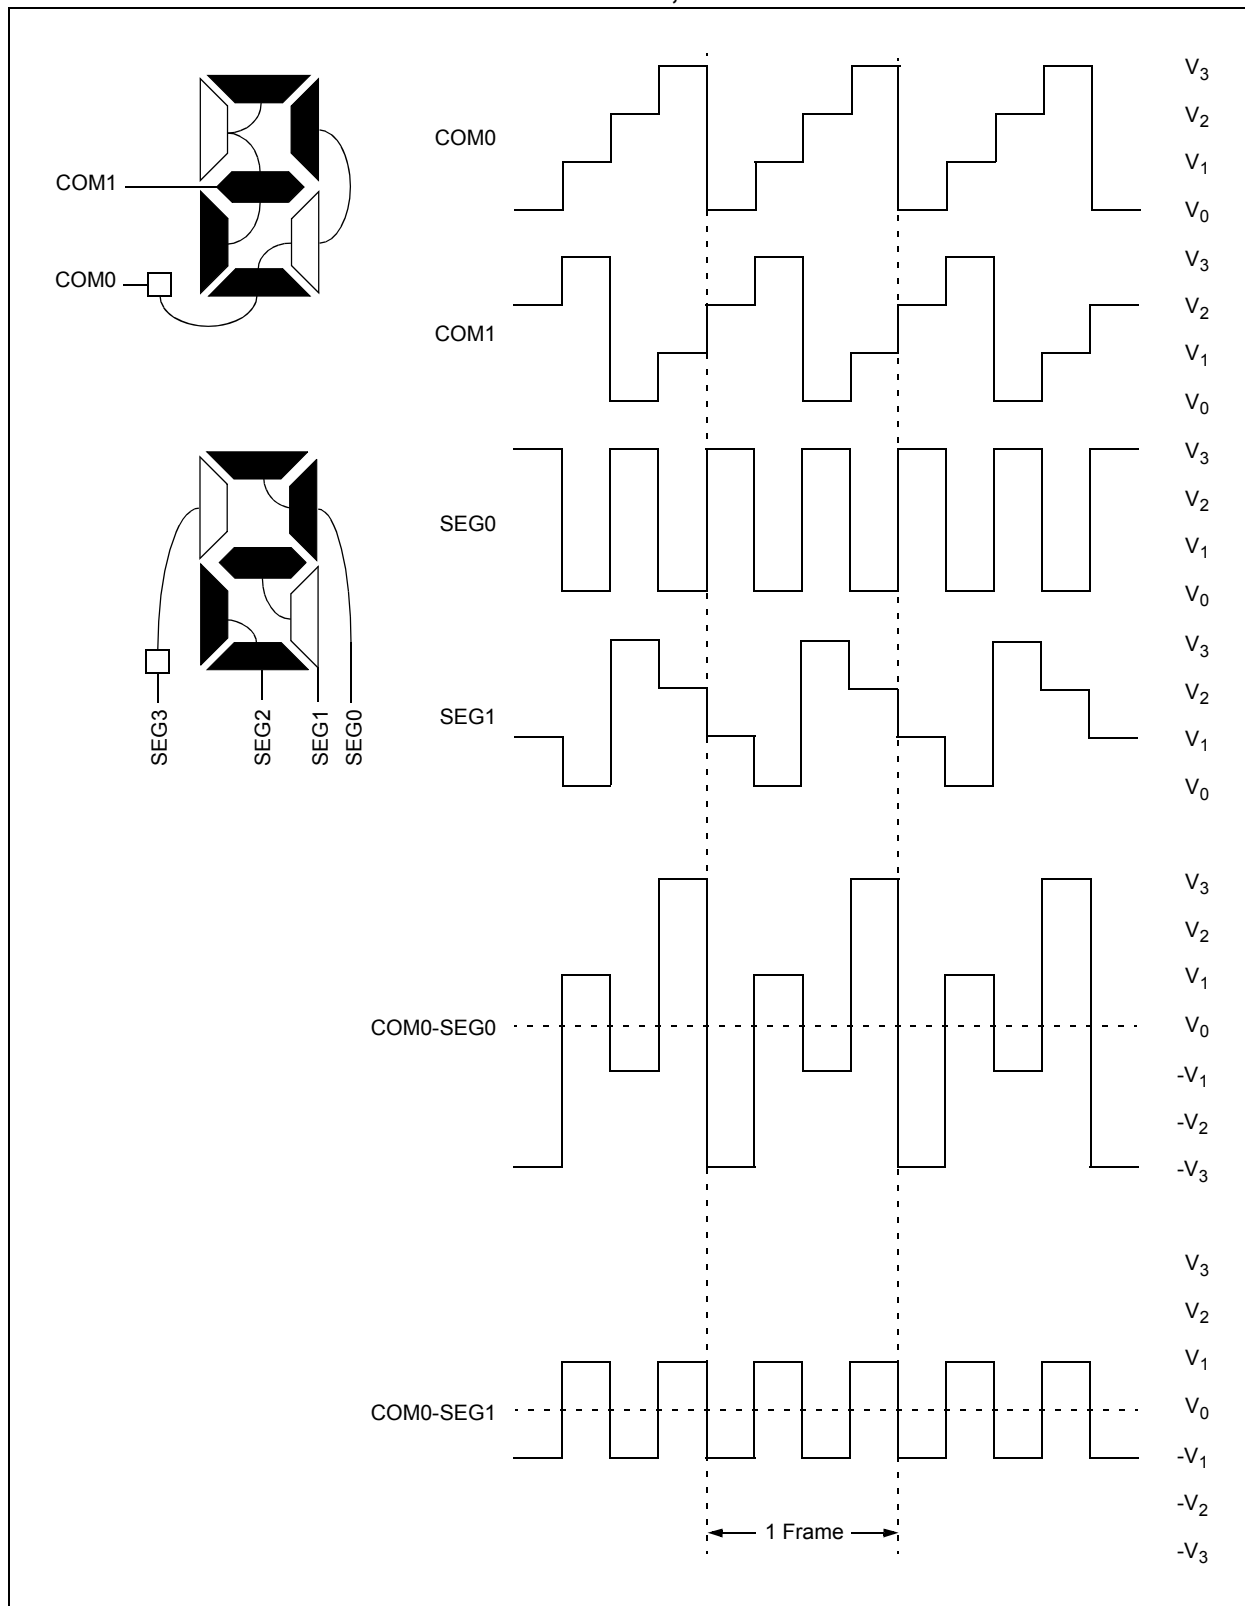 COM1
COM0
SEG3
SEG2
SEG1
SEG0
COM0
V3
V2
V1
V0
COM1
V3
V2
V1
V0
SEG0
V3
V2
V1
V0
SEG1
V3
V2
V1
V0
COM0-SEG0
V3
V2
V1
V0
-V1
-V2
-V3
COM0-SEG1
V3
V2
V1
V0
-V1
-V2
-V3
1 Frame